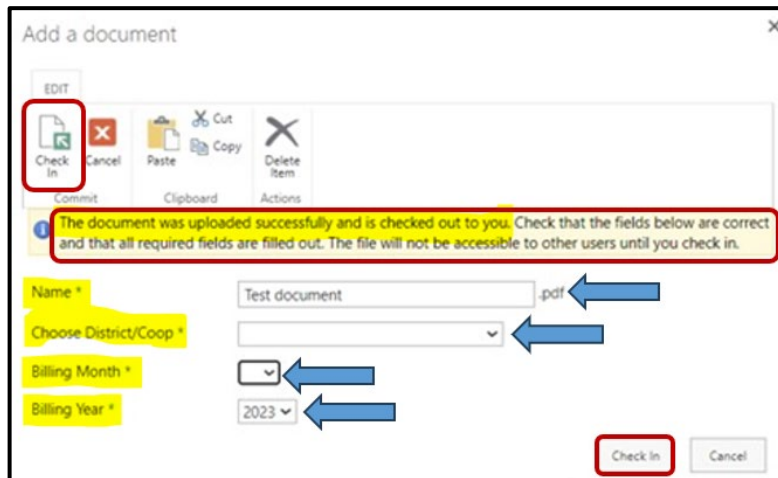 Add a document
EDIT
Check In
Cancel
Paste
Cut
Copy
Delete Item
Commit
Clipboard
Actions
The document was uploaded successfully and is checked out to you. Check that the fields below are correct
and that all required fields are filled out. The file will not be accessible to other users until you check in.
Name * Test document .pdf
Choose District/Coop *
Billing Month *
Billing Year * 2023
Check In Cancel